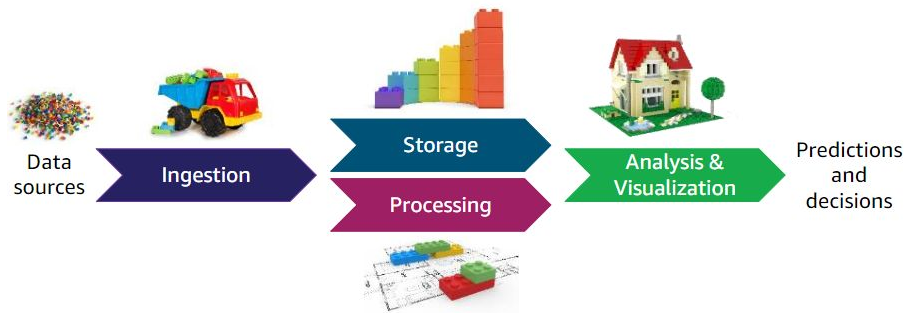 Data
sources
Ingestion
Storage
Processing
Analysis &
Visualization
Predictions
and
decisions